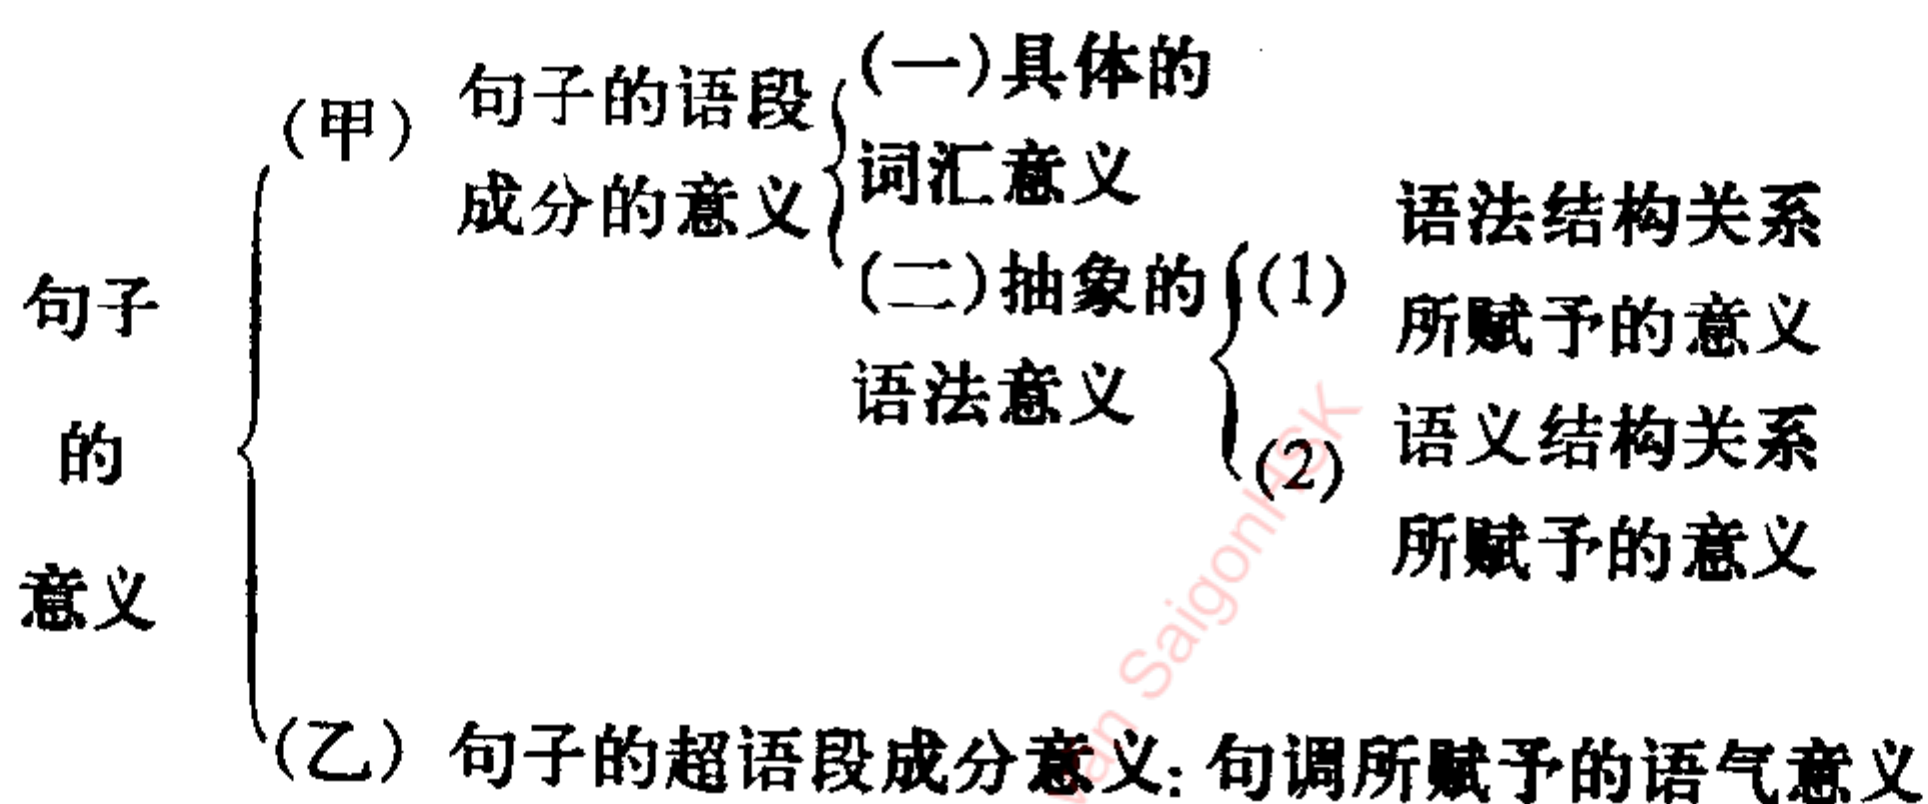 句子
的
意义
(甲)
句子的语段
成分的意义
(一)具体的
词汇意义
(二)抽象的
语法意义
(1)
语法结构关系
所赋予的意义
(2)
语义结构关系
所赋予的意义
(乙) 句子的超语段成分意义: 句调所赋予的语气意义
an SaigonHSK